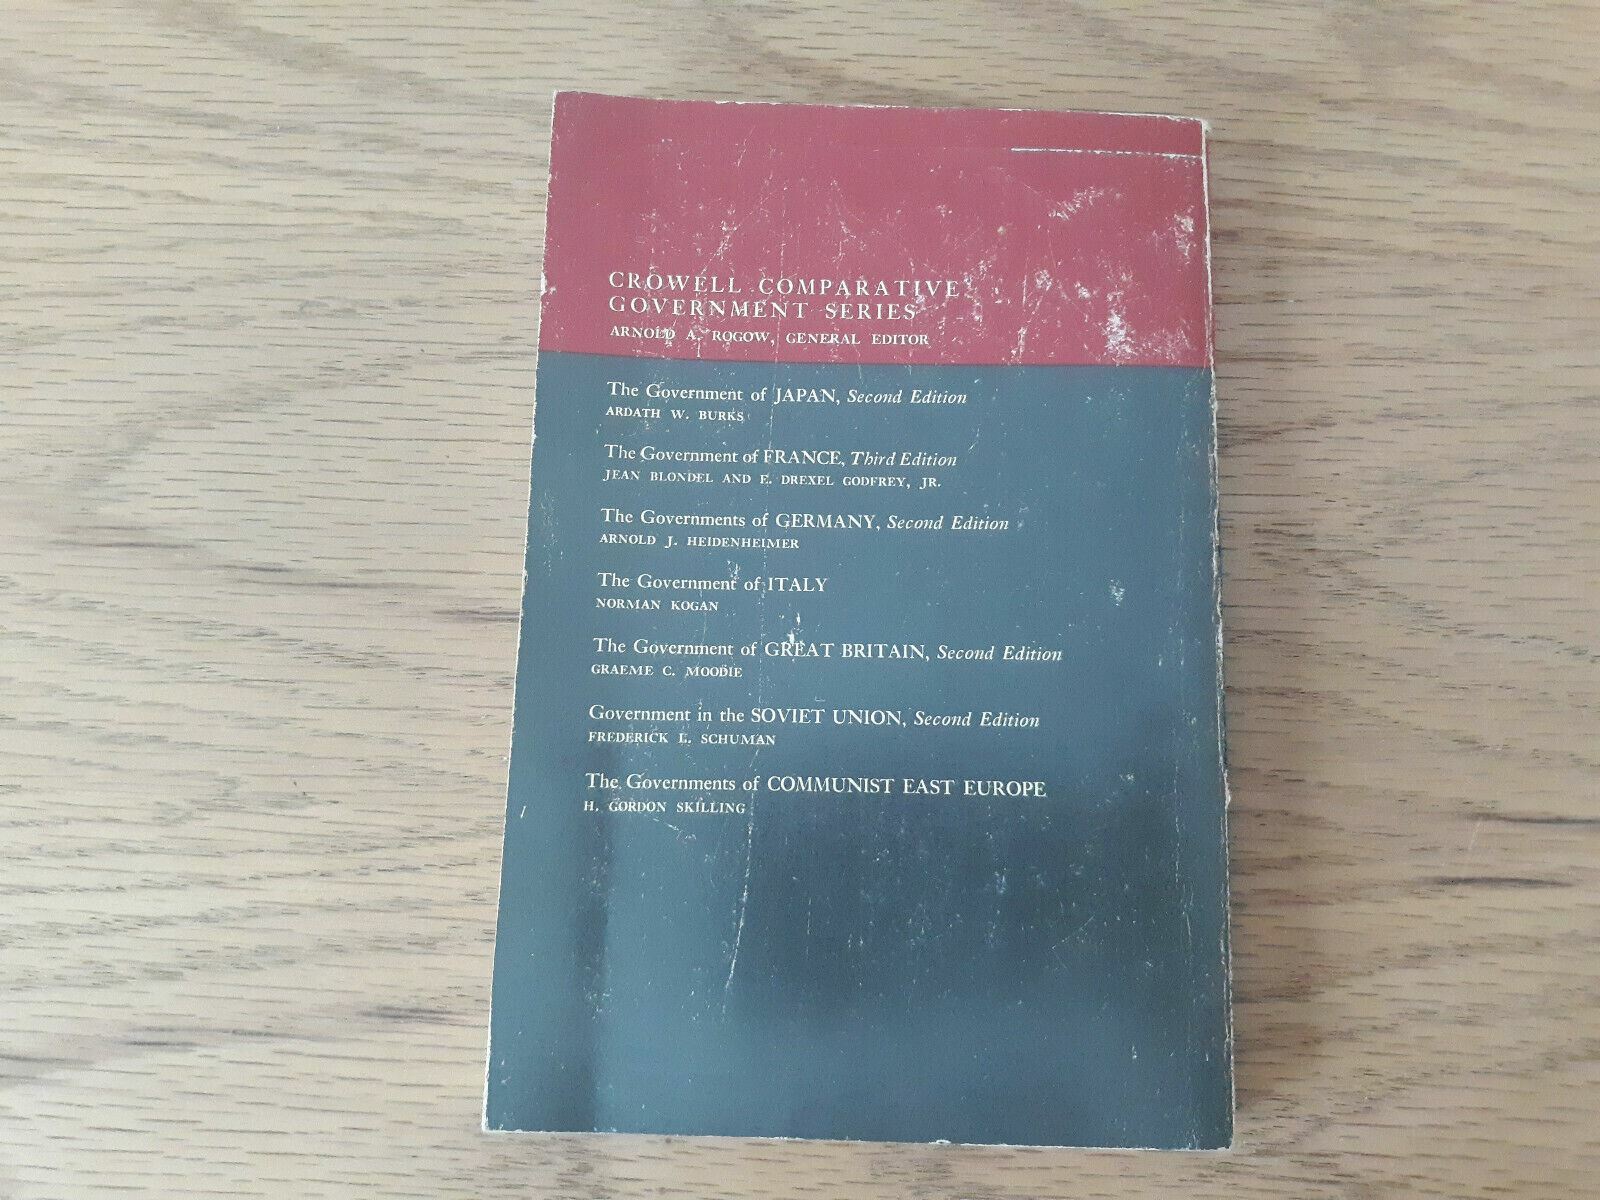 CROWELL COMPARATIVE
GOVERNMENT SERIES
ARNOLD A. ROGOW, GENERAL EDITOR
The Government of JAPAN, Second Edition
ARDATH W. BURKS
The Government of FRANCE, Third Edition
JEAN BLONDEL AND E. DREXEL GODFREY, JR.
The Governments of GERMANY, Second Edition
ARNOLD J. HEIDENHEIMER
The Government of ITALY
NORMAN KOGAN
The Government of GREAT BRITAIN, Second Edition
GRAEME C. MOODIE
Government in the SOVIET UNION, Second Edition
FREDERICK L. SCHUMAN
The Governments of COMMUNIST EAST EUROPE
H. GORDON SKILLING